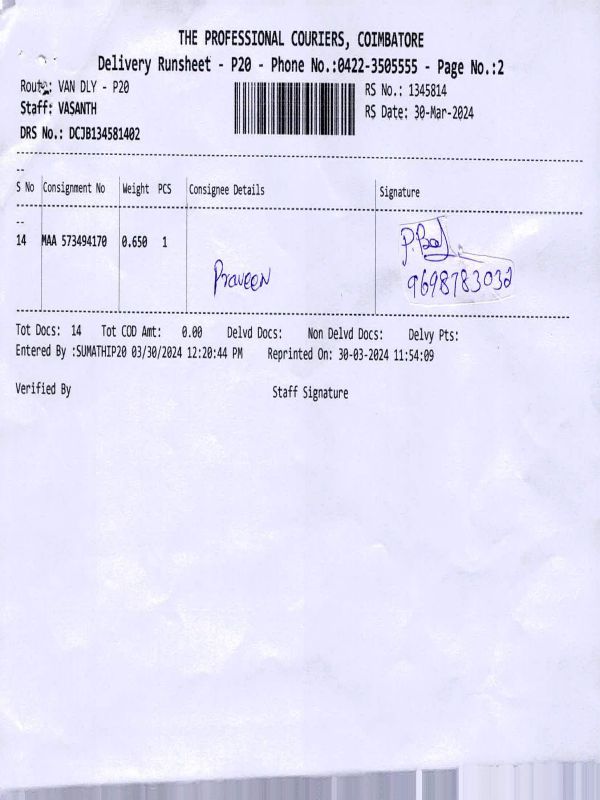 THE PROFESSIONAL COURIERS, COIMBATORE
Delivery Runsheet - P20 - Phone No.:0422-3505555 - Page No.:2
Route: VAN DLY - P20 RS No.: 1345814
Staff: VASANTH RS Date: 30-Mar-2024
DRS No.: DCJB134581402
--
S No Consignment No Weight PCS Consignee Details Signature
--
14 MAA 573494170 0.650 1
Praveen 9698783032
Tot Docs: 14 Tot COD Amt: 0.00 Delvd Docs: Non Delvd Docs: Delvy Pts:
Entered By :SUMATHIP20 03/30/2024 12:20:44 PM Reprinted On: 30-03-2024 11:54:09
Verified By Staff Signature